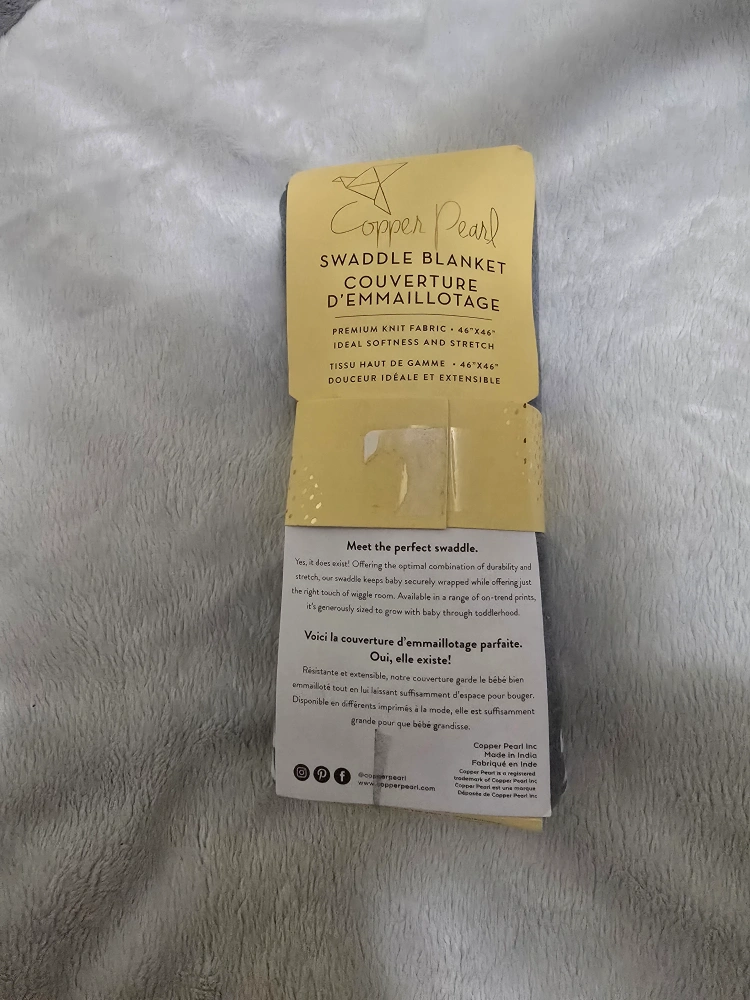 Copper Pearl
SWADDLE BLANKET
COUVERTURE
D'EMMAILLOTAGE
PREMIUM KNIT FABRIC • 46"X46"
IDEAL SOFTNESS AND STRETCH
TISSU HAUT DE GAMME • 46"X46"
DOUCEUR IDÉALE ET EXTENSIBLE
Meet the perfect swaddle.
Yes, it does exist! Offering the optimal combination of durability and
stretch, our swaddle keeps baby securely wrapped while offering just
the right touch of wiggle room. Available in a range of on-trend prints,
it's generously sized to grow with baby through toddlerhood.
Voici la couverture d'emmaillotage parfaite.
Oui, elle existe!
Résistante et extensible, notre couverture garde le bébé bien
emmailloté tout en lui laissant suffisamment d'espace pour bouger.
Disponible en différents imprimés à la mode, elle est suffisamment
grande pour que bébé grandisse.
@copperpearl
www.copperpearl.com
Copper Pearl Inc
Made in India
Fabriqué en Inde
Copper Pearl is a registered
trademark of Copper Pearl Inc
Copper Pearl est une marque
Déposée de Copper Pearl Inc